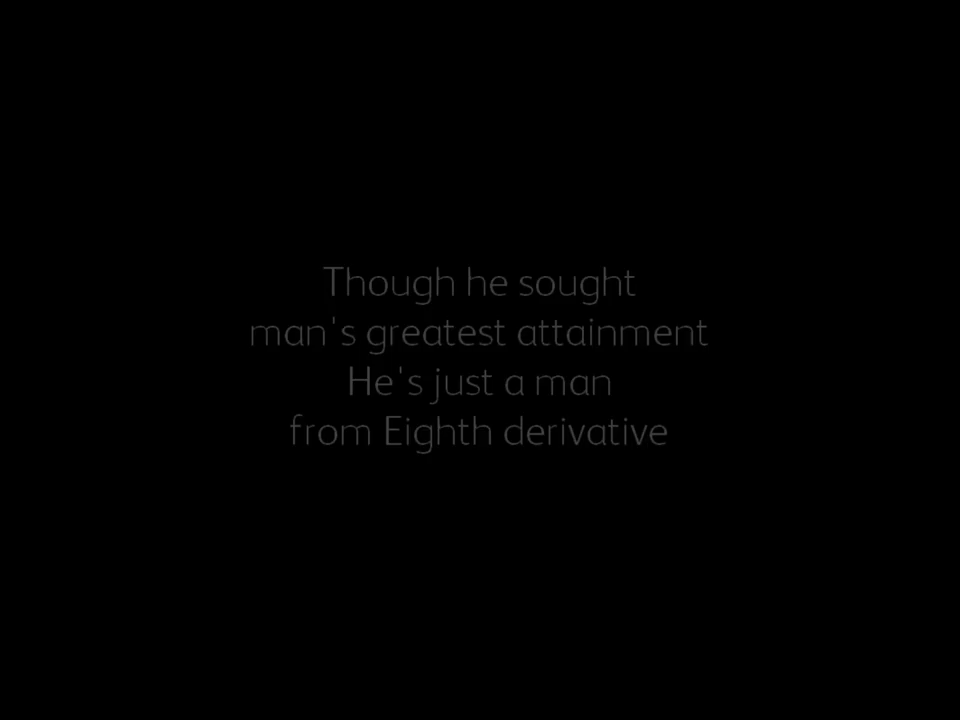 Though he sought
man's greatest attainment
He's just a man
from Eighth derivative